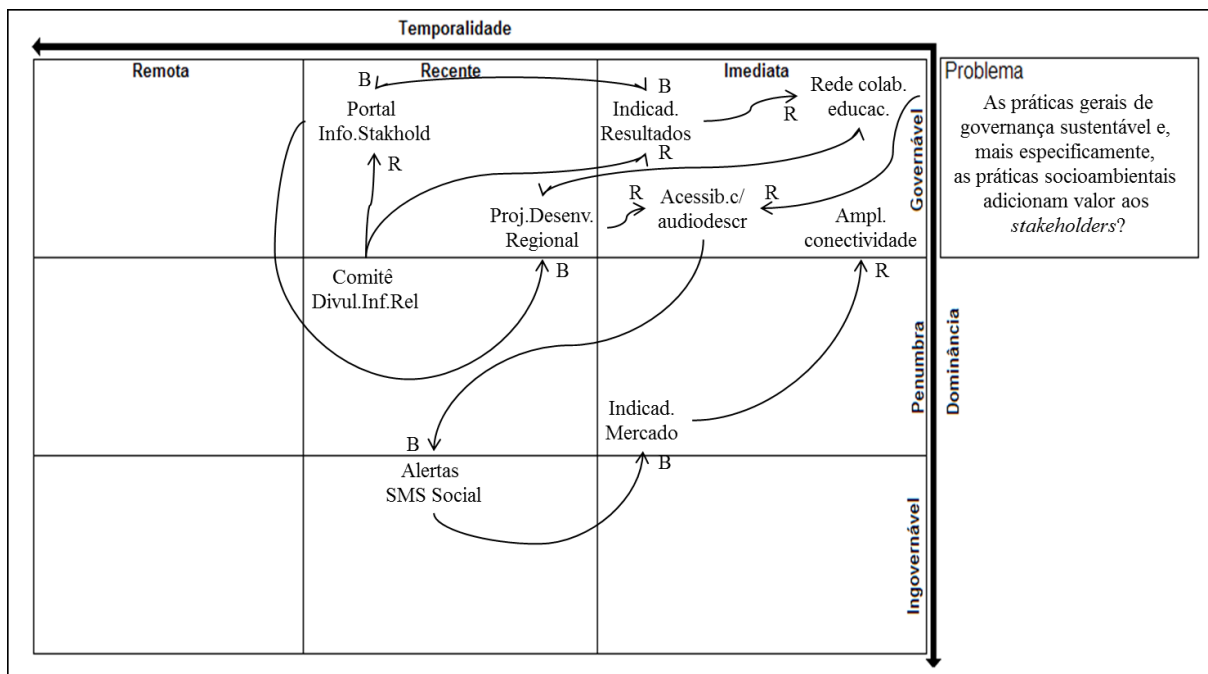 Temporalidade
Remota
Recente
Imediata
Problema
As práticas gerais de
governança sustentável e,
mais especificamente,
as práticas socioambientais
adicionam valor aos
stakeholders?
B
B
Portal
Info.Stakhold
Indicad.
Resultados
Rede colab.
educac.
R
R
R
Governável
Proj.Desenv.
Regional
R
Acessib.c/
audiodescr
R
Ampl.
conectividade
Comitê
Divul.Inf.Rel
B
R
Penumbra
Dominância
Indicad.
Mercado
B
Alertas
SMS Social
B
Ingovernável